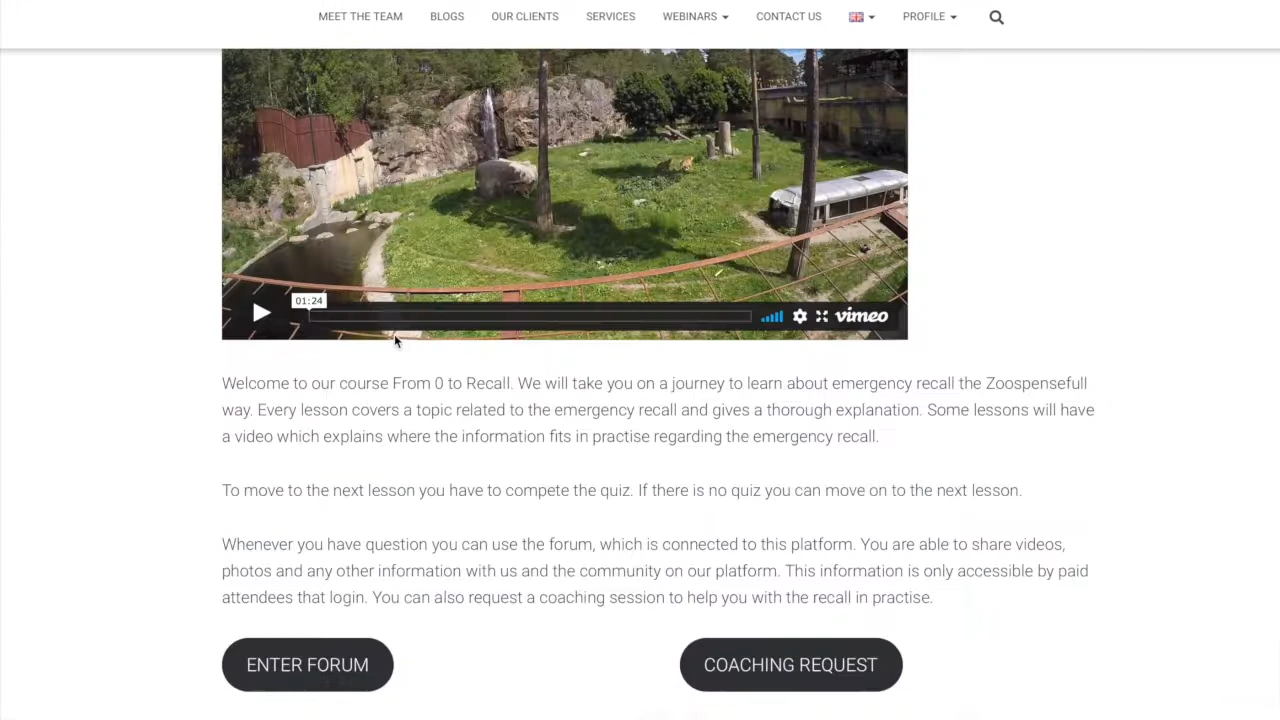 MEET THE TEAM BLOGS OUR CLIENTS SERVICES WEBINARS CONTACT US PROFILE
01:24
vimeo
Welcome to our course From 0 to Recall. We will take you on a journey to learn about emergency recall the Zoospensefull
way. Every lesson covers a topic related to the emergency recall and gives a thorough explanation. Some lessons will have
a video which explains where the information fits in practise regarding the emergency recall.
To move to the next lesson you have to compete the quiz. If there is no quiz you can move on to the next lesson.
Whenever you have question you can use the forum, which is connected to this platform. You are able to share videos,
photos and any other information with us and the community on our platform. This information is only accessible by paid
attendees that login. You can also request a coaching session to help you with the recall in practise.
ENTER FORUM COACHING REQUEST